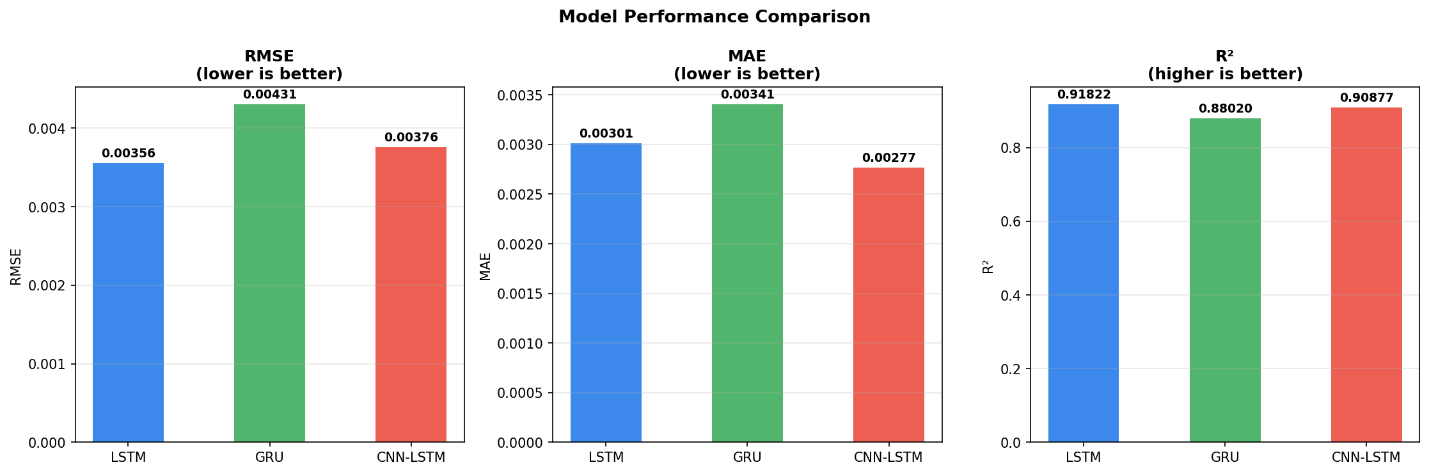 Model Performance Comparison
RMSE
(lower is better)
RMSE
0.004
0.003
0.002
0.001
0.000
0.00356
0.00431
0.00376
LSTM
GRU
CNN-LSTM
MAE
(lower is better)
MAE
0.0035
0.0030
0.0025
0.0020
0.0015
0.0010
0.0005
0.0000
0.00301
0.00341
0.00277
LSTM
GRU
CNN-LSTM
R²
(higher is better)
R²
0.8
0.6
0.4
0.2
0.0
0.91822
0.88020
0.90877
LSTM
GRU
CNN-LSTM